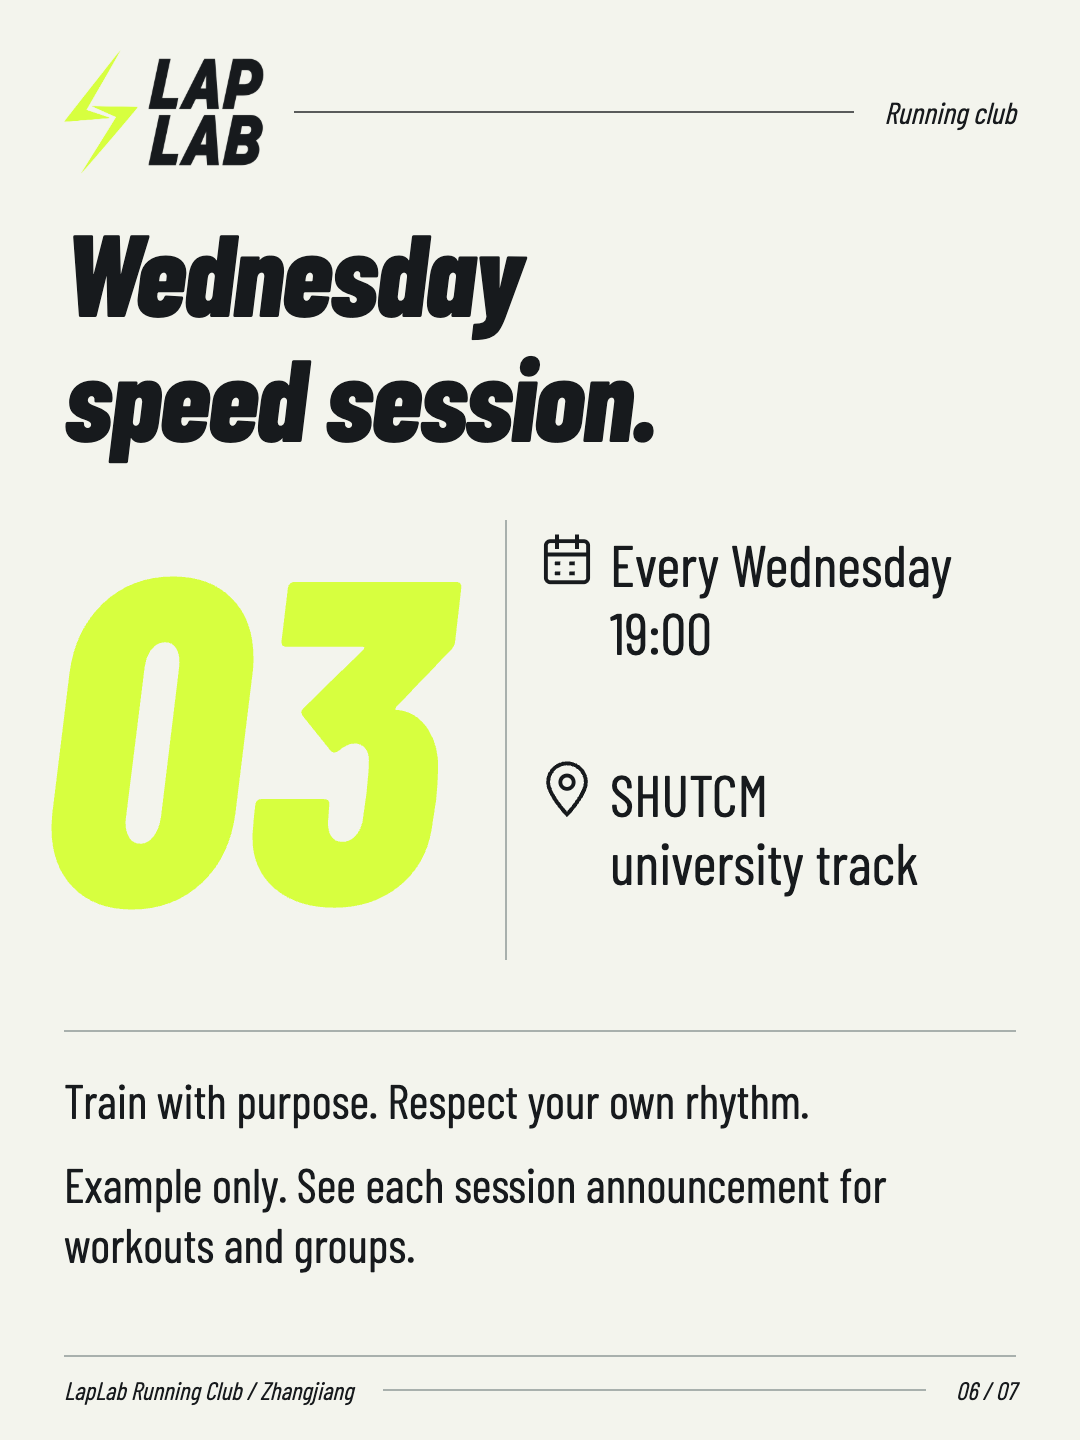 LAP
LAB
Running club
Wednesday
speed session.
03
Every Wednesday
19:00
SHUTCM
university track
Train with purpose. Respect your own rhythm.
Example only. See each session announcement for
workouts and groups.
LapLab Running Club / Zhangjiang
06 / 07